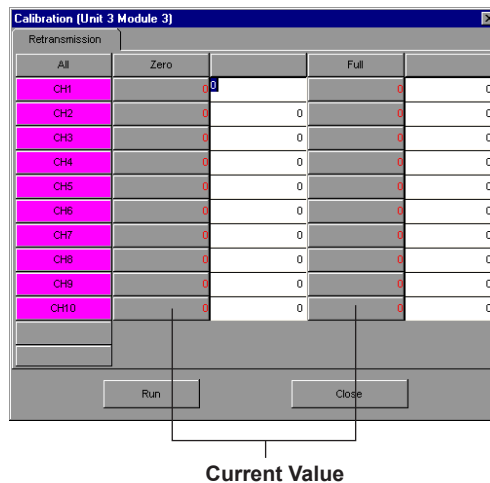 Calibration (Unit 3 Module 3)
Retransmission
All Zero Full
CH1 0 0 0 0
CH2 0 0 0 0
CH3 0 0 0 0
CH4 0 0 0 0
CH5 0 0 0 0
CH6 0 0 0 0
CH7 0 0 0 0
CH8 0 0 0 0
CH9 0 0 0 0
CH10 0 0 0 0
Run Close
Current Value